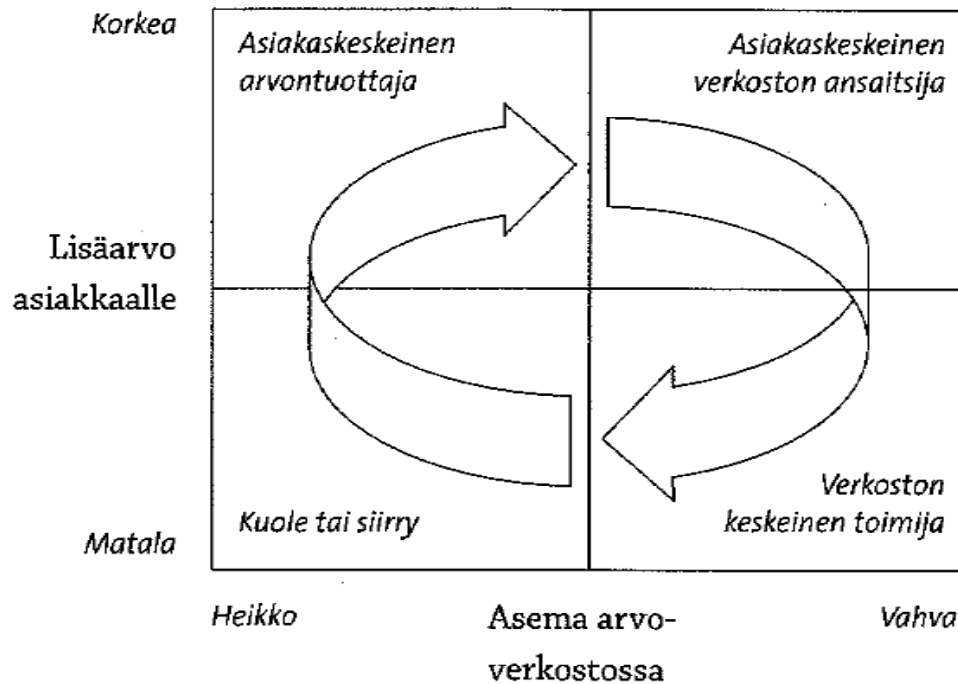 Korkea
Asiakaskeskeinen
arvontuottaja
Asiakaskeskeinen
verkoston ansaitsija
Lisäarvo
asiakkaalle
Kuole tai siirry
Verkoston
keskeinen toimija
Matala
Heikko
Asema arvo-
verkostossa
Vahva